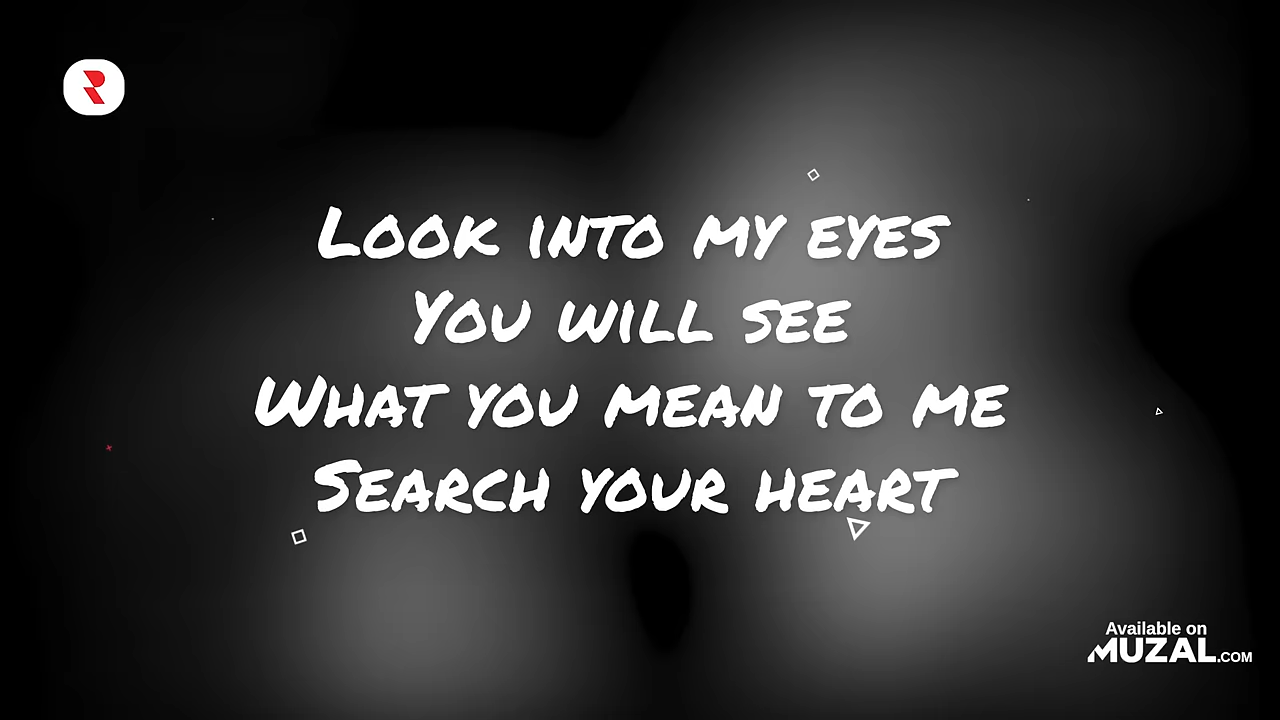 Look into my eyes
You will see
What you mean to me
Search your heart
Available on
MUZAL.COM